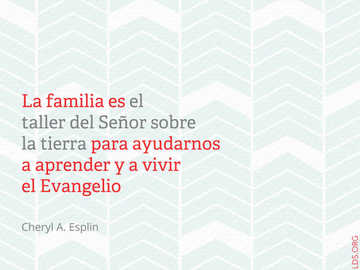 La familia es el
taller del Señor sobre
la tierra para ayudarnos
a aprender y a vivir
el Evangelio
Cheryl A. Esplin
LDS.ORG